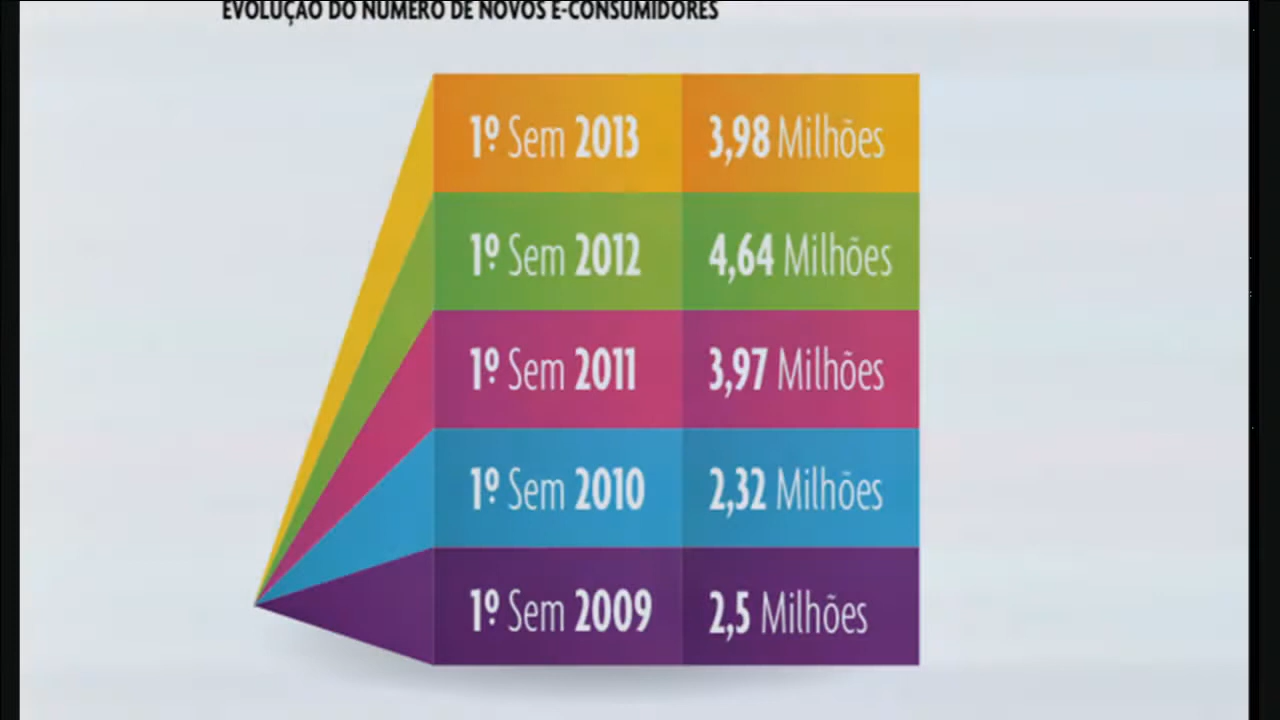 EVOLUÇÃO DO NÚMERO DE NOVOS E-CONSUMIDORES
1º Sem 2013 3,98 Milhões
1º Sem 2012 4,64 Milhões
1º Sem 2011 3,97 Milhões
1º Sem 2010 2,32 Milhões
1º Sem 2009 2,5 Milhões